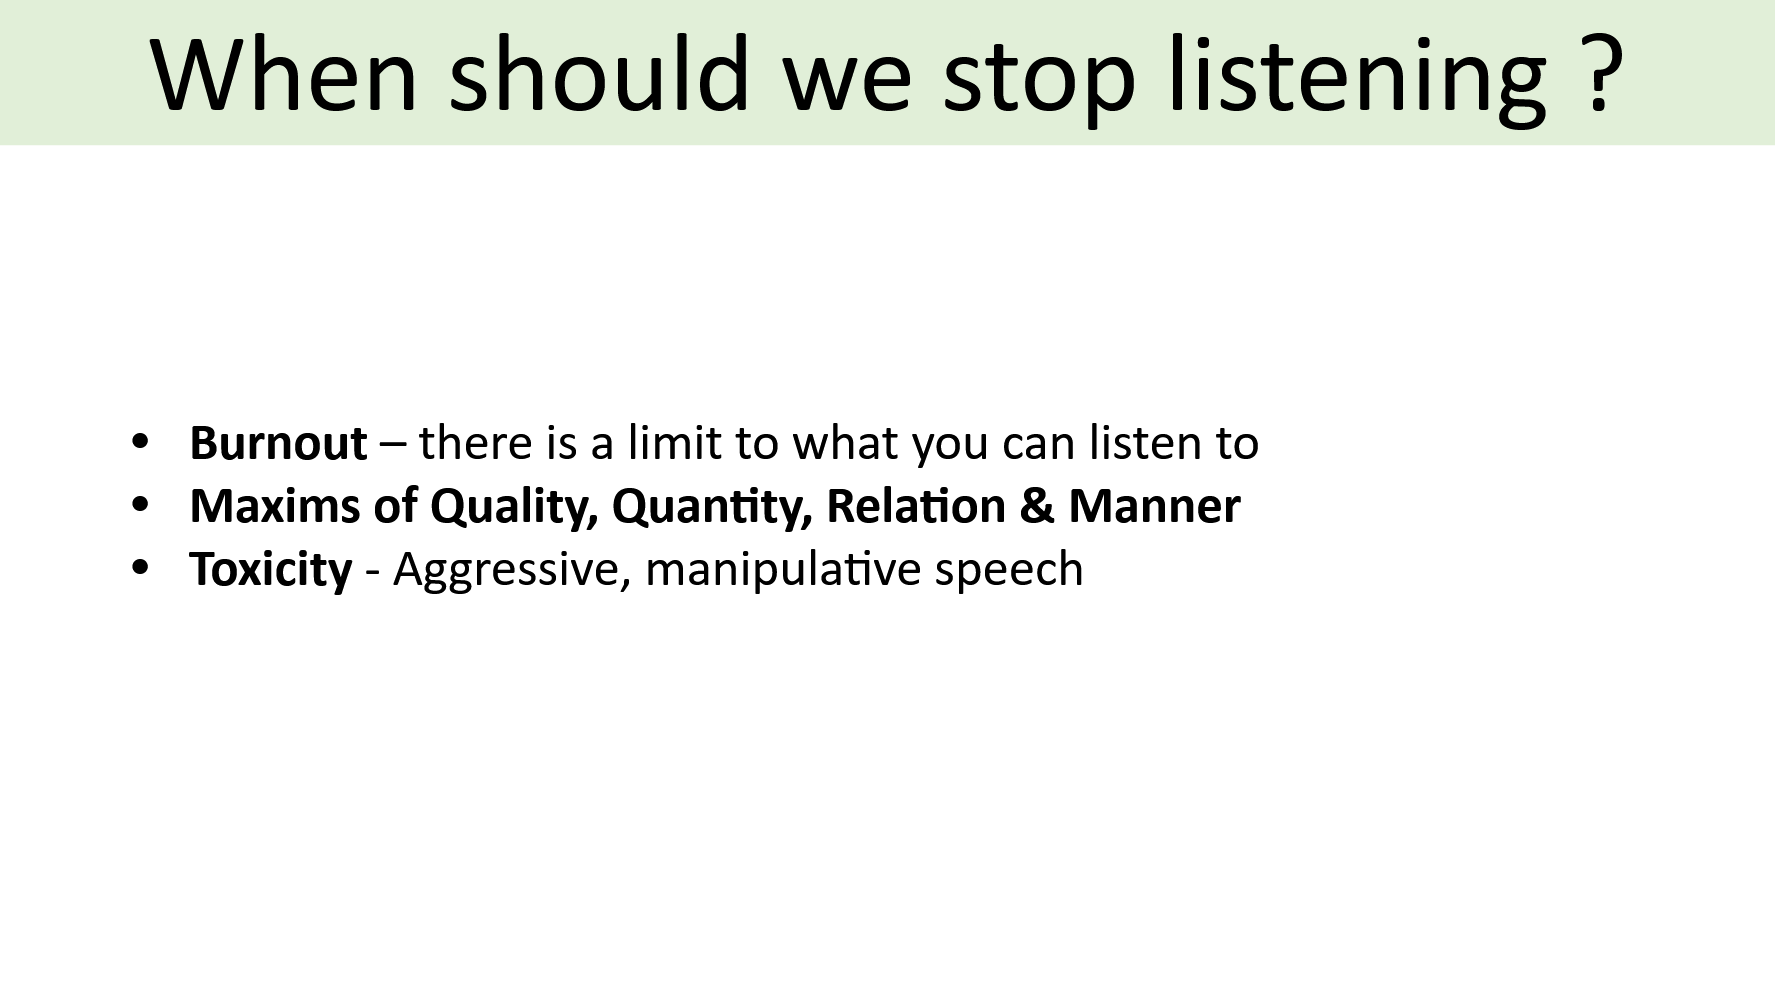 When should we stop listening ?
• Burnout – there is a limit to what you can listen to
• Maxims of Quality, Quantity, Relation & Manner
• Toxicity - Aggressive, manipulative speech